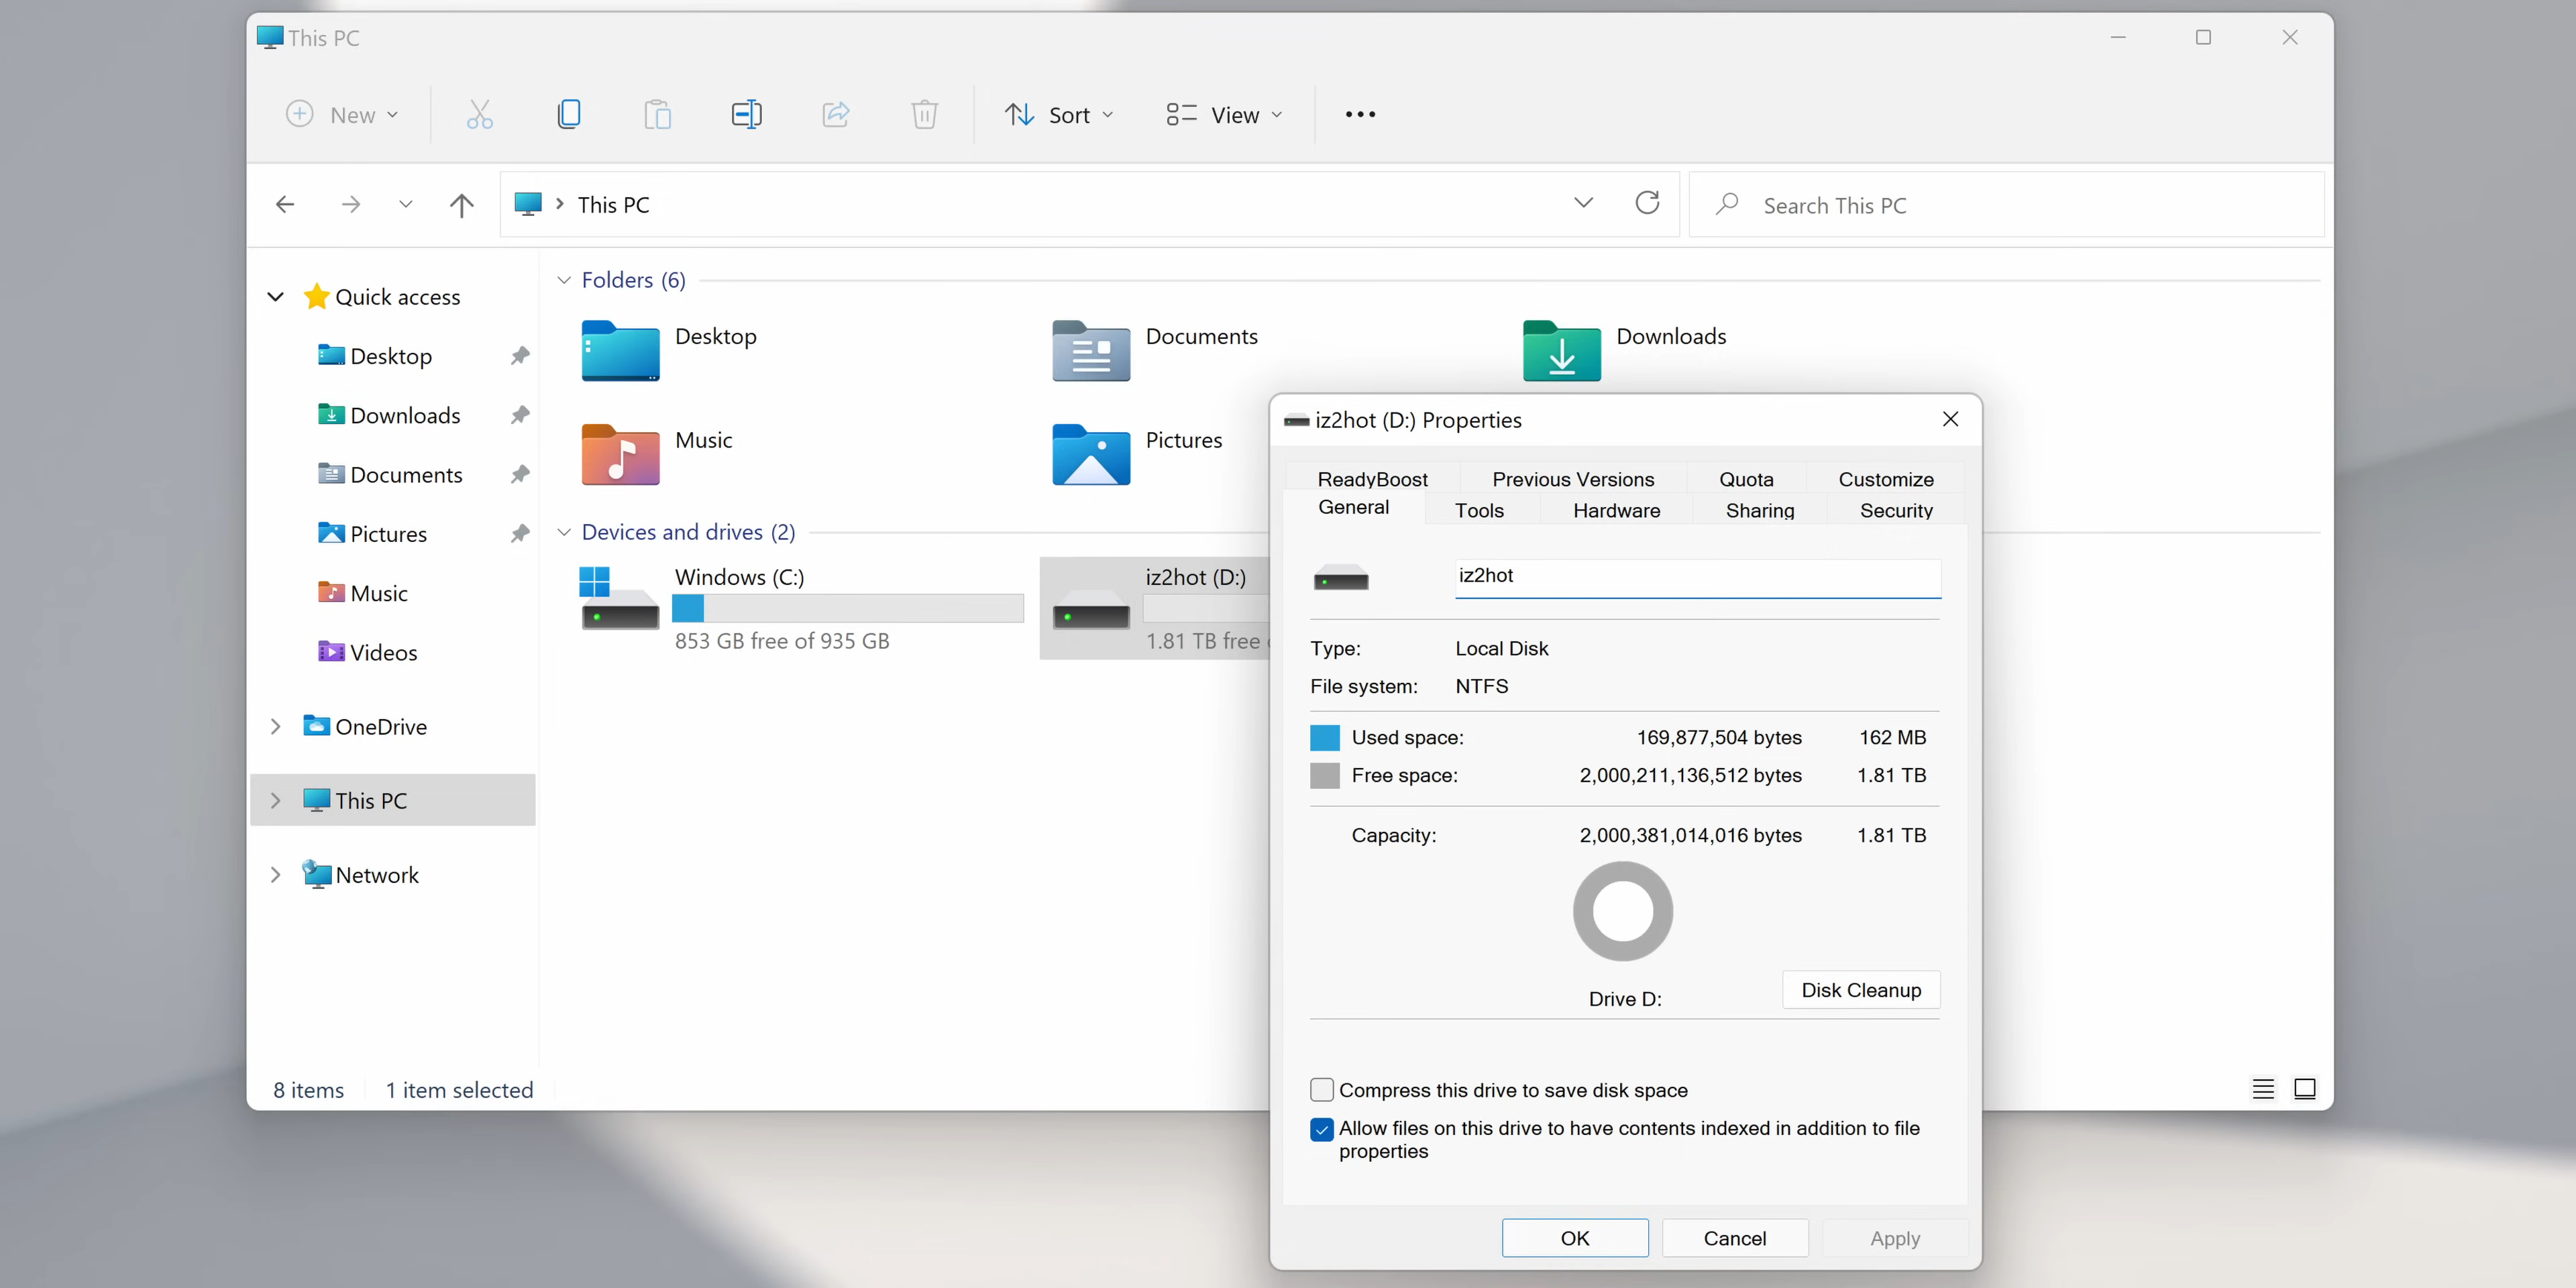 This PC
New
Sort
View
This PC
Search This PC
Quick access
Desktop
Downloads
Documents
Pictures
Music
Videos
OneDrive
This PC
Network
Folders (6)
Desktop
Documents
Downloads
Music
Pictures
Devices and drives (2)
Windows (C:)
853 GB free of 935 GB
iz2hot (D:)
1.81 TB free
8 items
1 item selected
iz2hot (D:) Properties
ReadyBoost Previous Versions Quota Customize
General Tools Hardware Sharing Security
iz2hot
Type: Local Disk
File system: NTFS
Used space: 169,877,504 bytes 162 MB
Free space: 2,000,211,136,512 bytes 1.81 TB
Capacity: 2,000,381,014,016 bytes 1.81 TB
Drive D:
Disk Cleanup
Compress this drive to save disk space
Allow files on this drive to have contents indexed in addition to file
properties
OK Cancel Apply